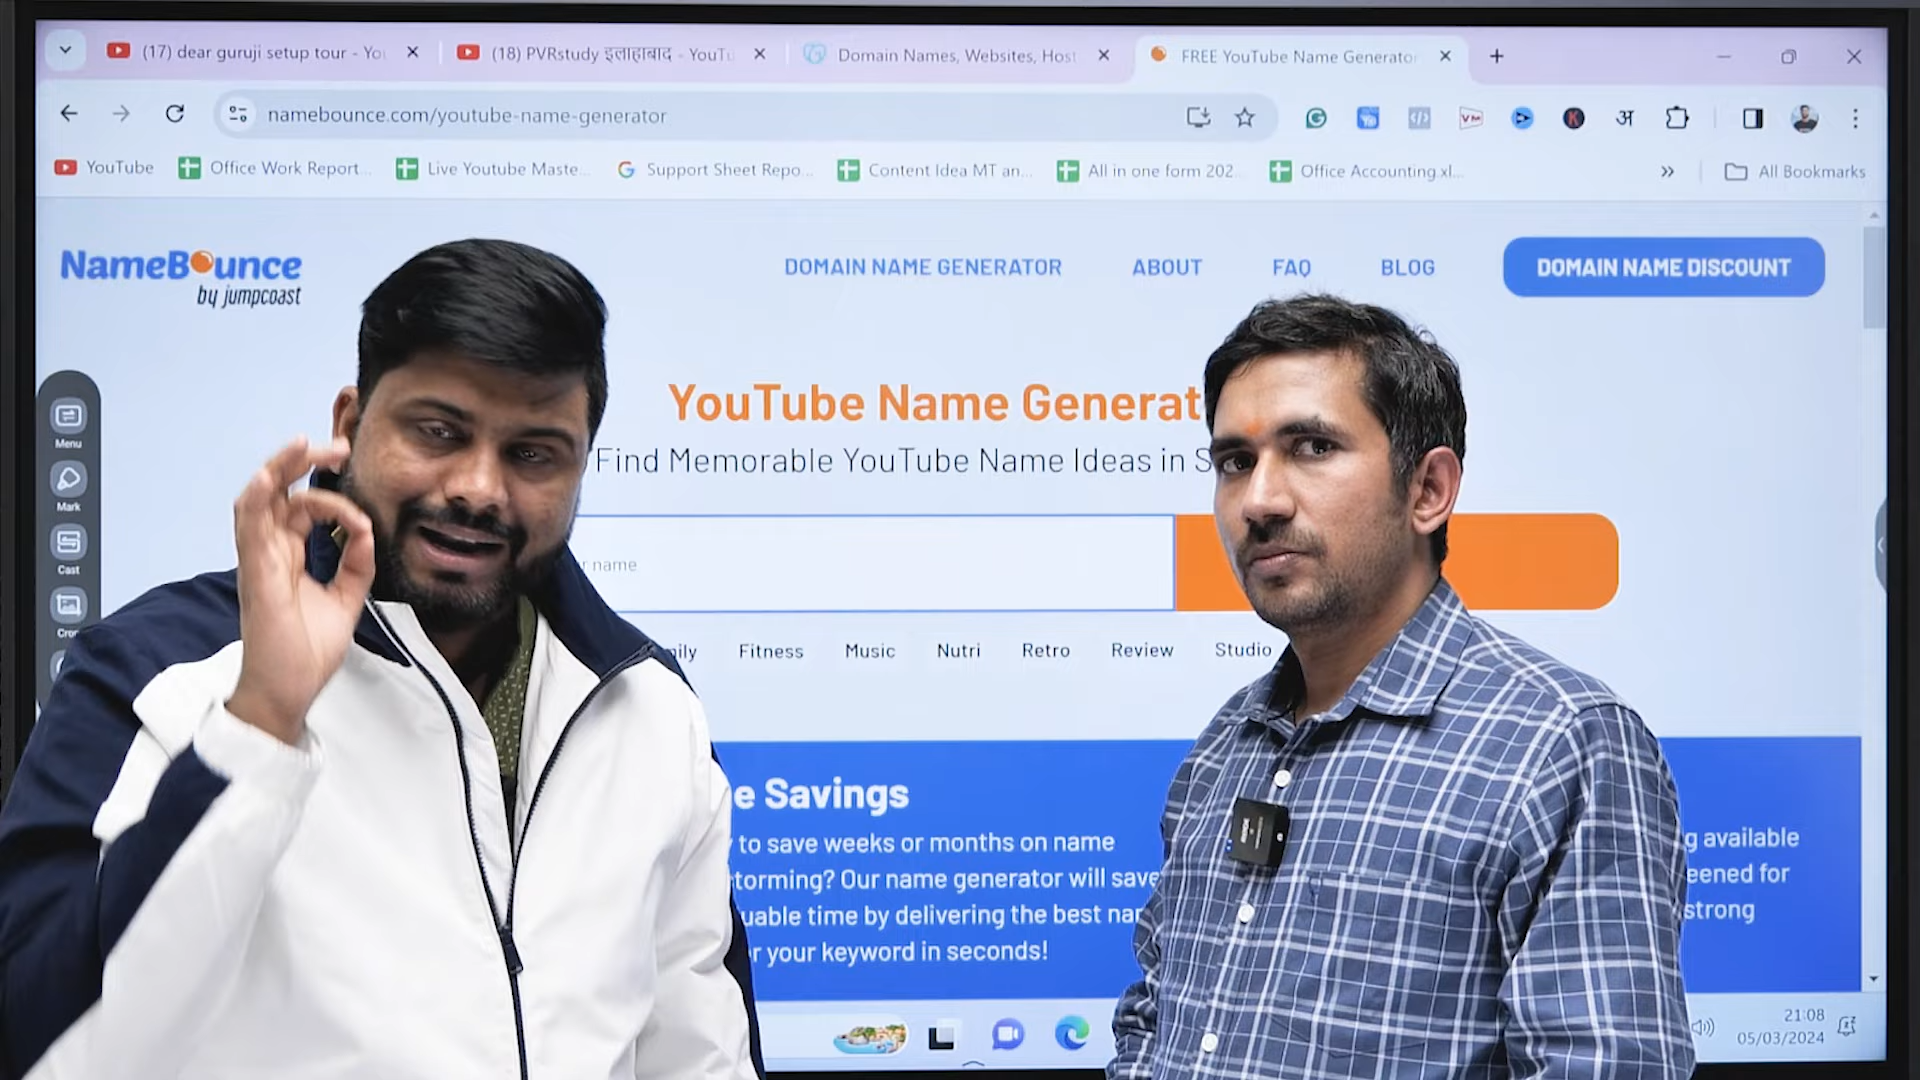 (17) dear guruji setup tour - You
(18) PVRstudy इलाहाबाद - YouTu
Domain Names, Websites, Host
FREE YouTube Name Generator
namebounce.com/youtube-name-generator
YouTube
Office Work Report...
Live Youtube Maste...
Support Sheet Repo...
Content Idea MT an...
All in one form 202...
Office Accounting.xl...
All Bookmarks
NameBounce
by jumpcoast
DOMAIN NAME GENERATOR
ABOUT
FAQ
BLOG
DOMAIN NAME DISCOUNT
YouTube Name Generat
Find Memorable YouTube Name Ideas in S
Menu
Mark
Cast
name
Fitness
Music
Nutri
Retro
Review
Studio
e Savings
to save weeks or months on name
torming? Our name generator will save
uable time by delivering the best nam
r your keyword in seconds!
g available
eened for
strong
21:08
05/03/2024